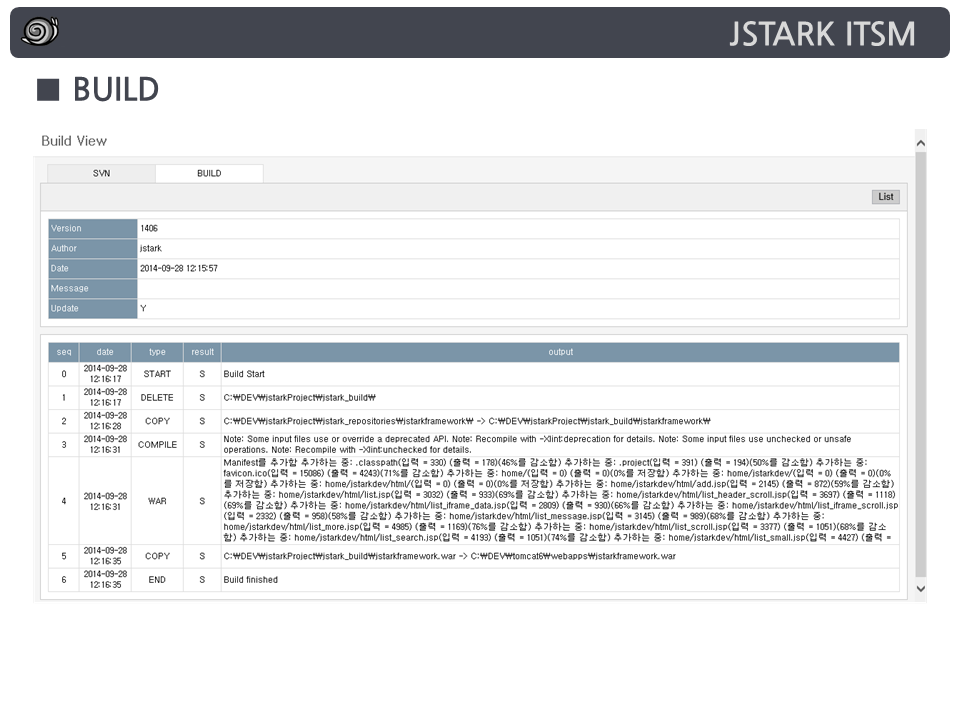 JSTARK ITSM
■ BUILD
Build View
SVN BUILD
List
Version 1406
Author jstark
Date 2014-09-28 12:15:57
Message
Update Y
seq date type result output
0 2014-09-28 12:16:17 START S Build Start
1 2014-09-28 12:16:17 DELETE S C:₩DEV₩jstarkProject₩jstark_build₩
2 2014-09-28 12:16:28 COPY S C:₩DEV₩jstarkProject₩jstark_repositories₩jstarkframework₩ -> C:₩DEV₩jstarkProject₩jstark_build₩jstarkframework₩
3 2014-09-28 12:16:31 COMPILE S Note: Some input files use or override a deprecated API. Note: Recompile with -Xlint:deprecation for details. Note: Some input files use unchecked or unsafe
operations. Note: Recompile with -Xlint:unchecked for details.
4 2014-09-28 12:16:31 WAR S Manifest를 추가함 추가하는 중: .classpath(입력 = 330) (출력 = 178)(46%를 감소함) 추가하는 중: .project(입력 = 391) (출력 = 194)(50%를 감소함) 추가하는 중:
favicon.ico(입력 = 15086) (출력 = 4243)(71%를 감소함) 추가하는 중: home/(입력 = 0) (출력 = 0)(0%를 저장함) 추가하는 중: home/jstarkdev/(입력 = 0) (출력 = 0)(0%
를 저장함) 추가하는 중: home/jstarkdev/html/(입력 = 0) (출력 = 0)(0%를 저장함) 추가하는 중: home/jstarkdev/html/add.jsp(입력 = 2145) (출력 = 872)(59%를 감소함)
추가하는 중: home/jstarkdev/html/list.jsp(입력 = 3032) (출력 = 933)(69%를 감소함) 추가하는 중: home/jstarkdev/html/list_header_scroll.jsp(입력 = 3697) (출력 = 1118)
(69%를 감소함) 추가하는 중: home/jstarkdev/html/list_iframe_data.jsp(입력 = 2809) (출력 = 930)(66%를 감소함) 추가하는 중: home/jstarkdev/html/list_iframe_scroll.jsp
(입력 = 2332) (출력 = 958)(58%를 감소함) 추가하는 중: home/jstarkdev/html/list_message.jsp(입력 = 3145) (출력 = 989)(68%를 감소함) 추가하는 중:
home/jstarkdev/html/list_more.jsp(입력 = 4985) (출력 = 1169)(76%를 감소함) 추가하는 중: home/jstarkdev/html/list_scroll.jsp(입력 = 3377) (출력 = 1051)(68%를 감소
함) 추가하는 중: home/jstarkdev/html/list_search.jsp(입력 = 4193) (출력 = 1051)(74%를 감소함) 추가하는 중: home/jstarkdev/html/list_small.jsp(입력 = 4427) (출력 =
5 2014-09-28 12:16:35 COPY S C:₩DEV₩jstarkProject₩jstark_build₩jstarkframework.war -> C:₩DEV₩tomcat6₩webapps₩jstarkframework.war
6 2014-09-28 12:16:35 END S Build finished